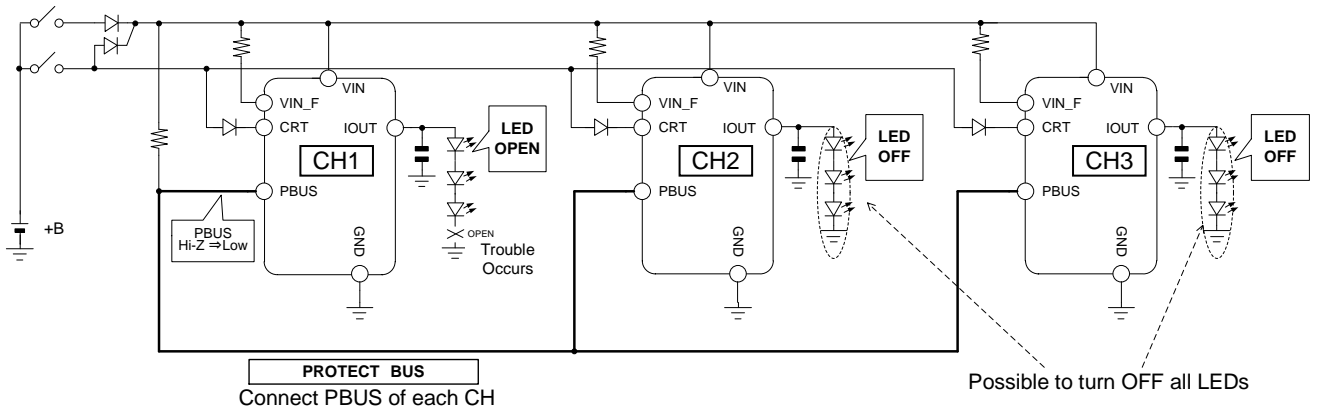 VIN
VIN_F
CRT
IOUT
CH1
PBUS
GND
LED
OPEN
PBUS
Hi-Z ⇒Low
OPEN
Trouble
Occurs
+B
VIN
VIN_F
CRT
IOUT
CH2
PBUS
GND
LED
OFF
VIN
VIN_F
CRT
IOUT
CH3
PBUS
GND
LED
OFF
PROTECT BUS
Connect PBUS of each CH
Possible to turn OFF all LEDs